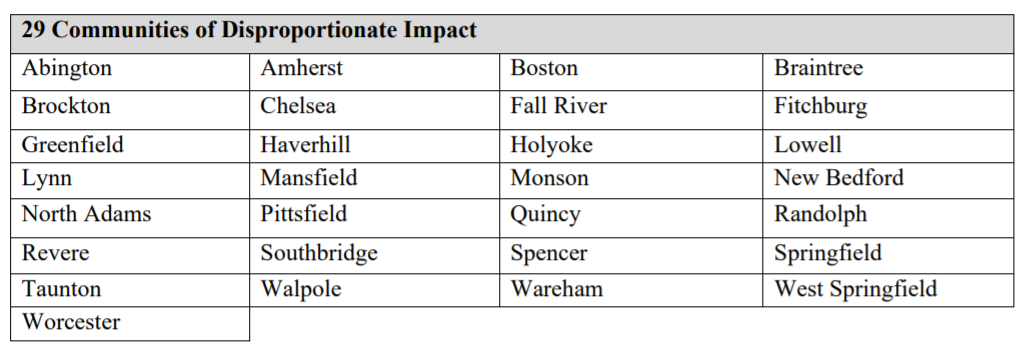 29 Communities of Disproportionate Impact
Abington Amherst Boston Braintree
Brockton Chelsea Fall River Fitchburg
Greenfield Haverhill Holyoke Lowell
Lynn Mansfield Monson New Bedford
North Adams Pittsfield Quincy Randolph
Revere Southbridge Spencer Springfield
Taunton Walpole Wareham West Springfield
Worcester